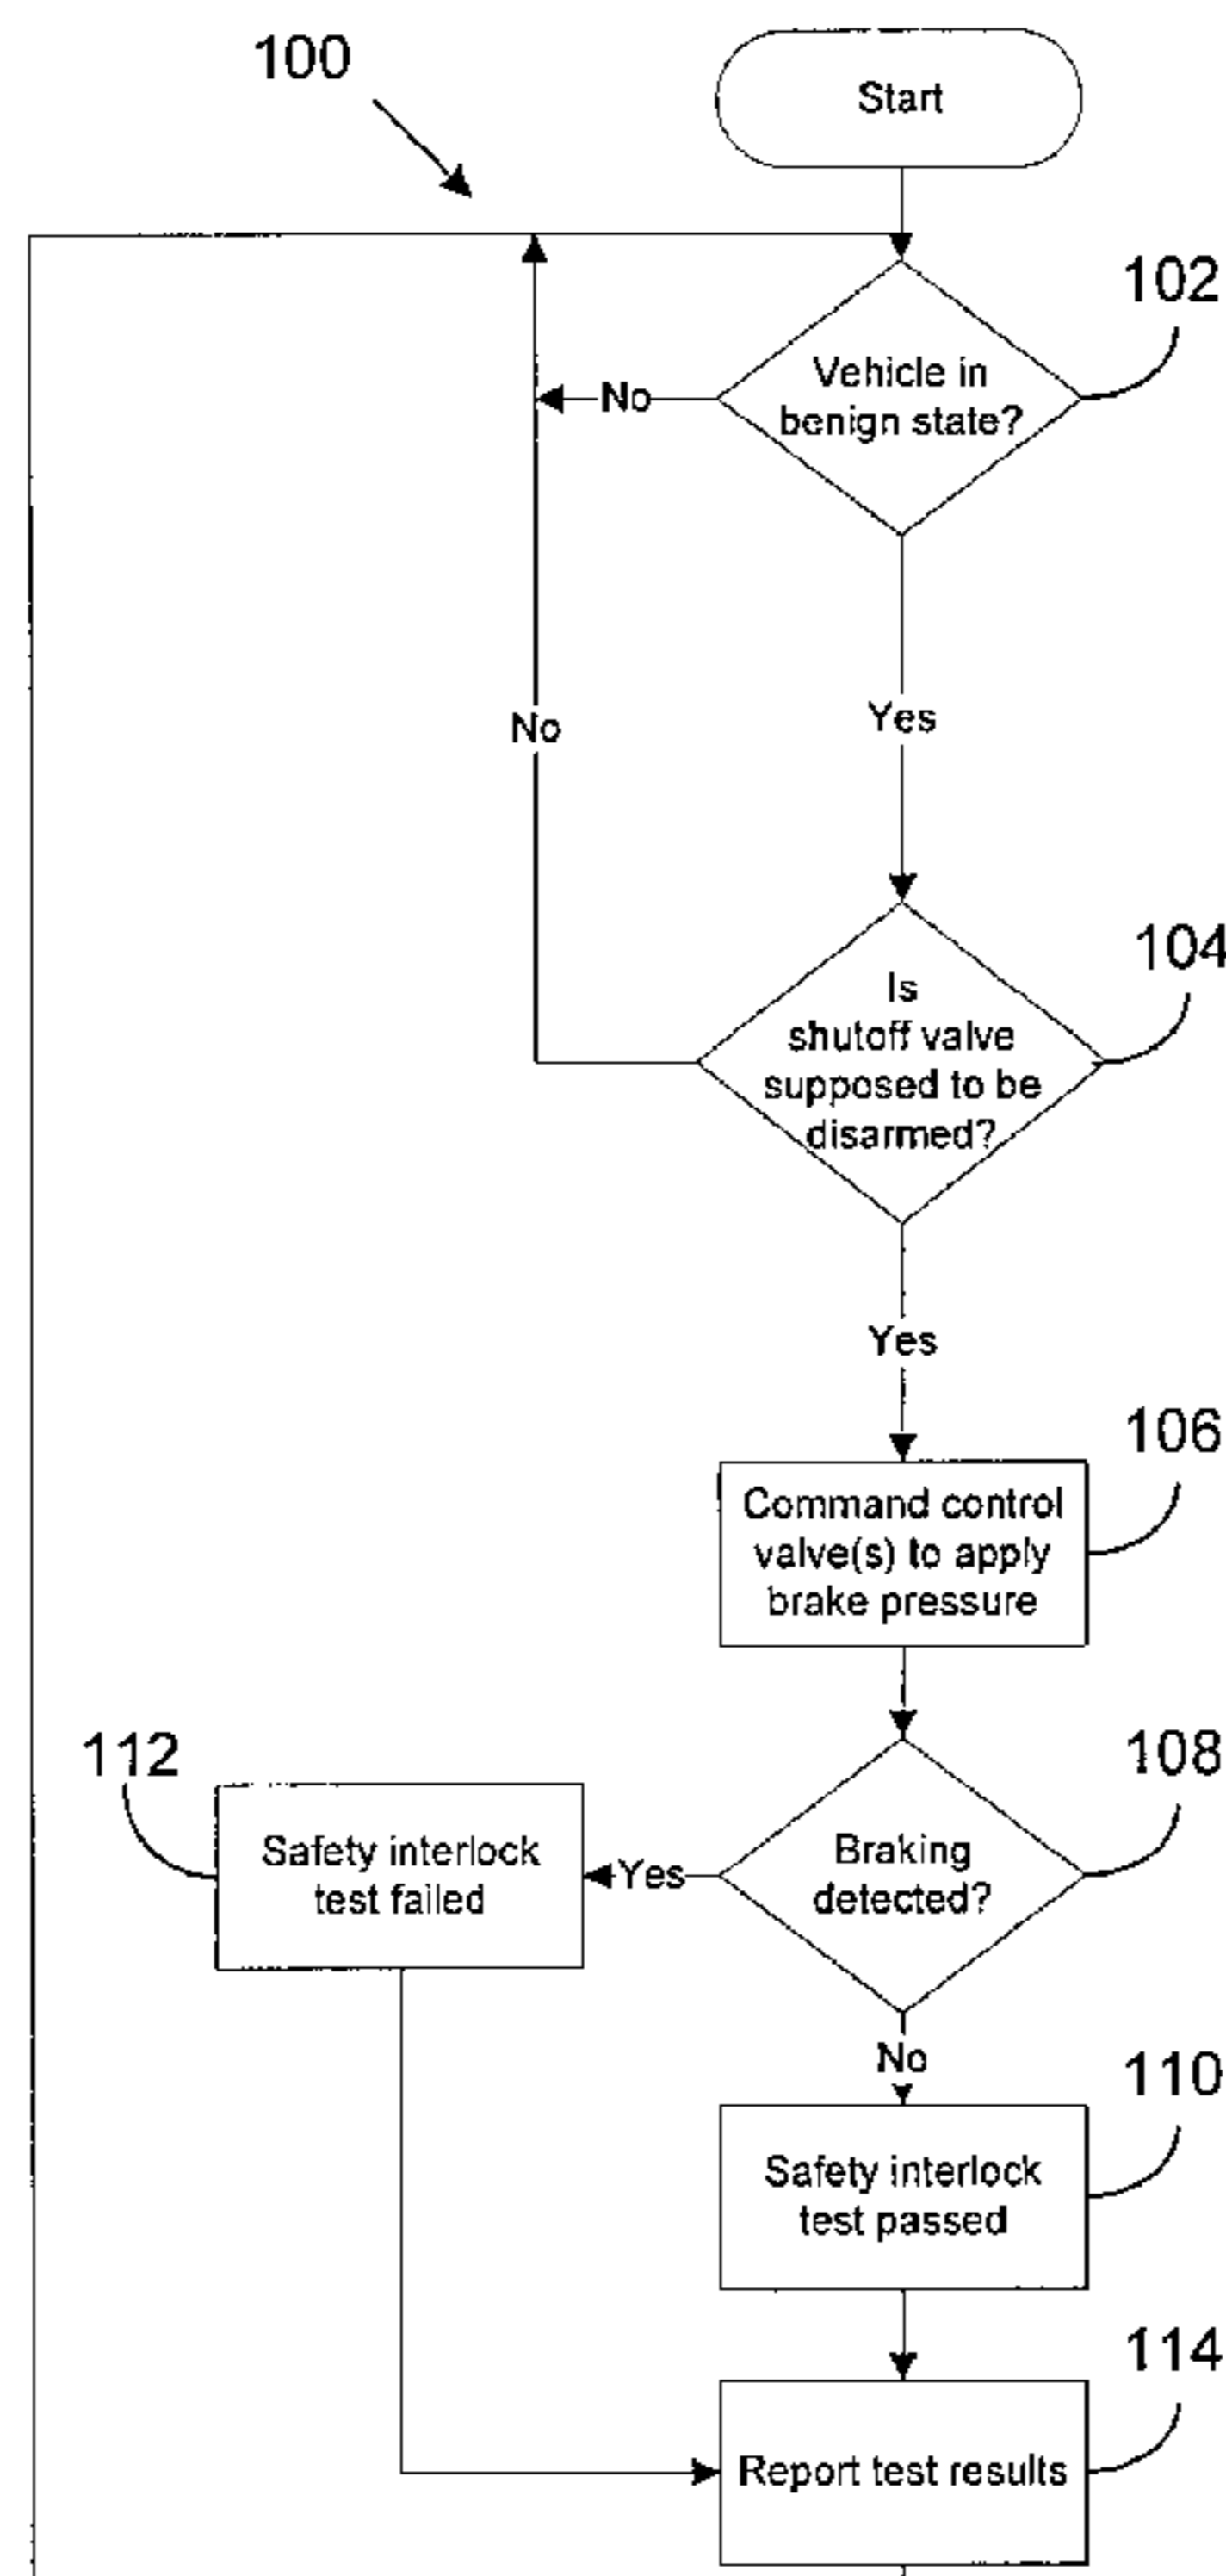 100
Start
102
Vehicle in
benign state?
No
No
Yes
104
Is
shutoff valve
supposed to be
disarmed?
Yes
106
Command control
valve(s) to apply
brake pressure
108
Braking
detected?
Yes
112
Safety interlock
test failed
No
110
Safety interlock
test passed
114
Report test results